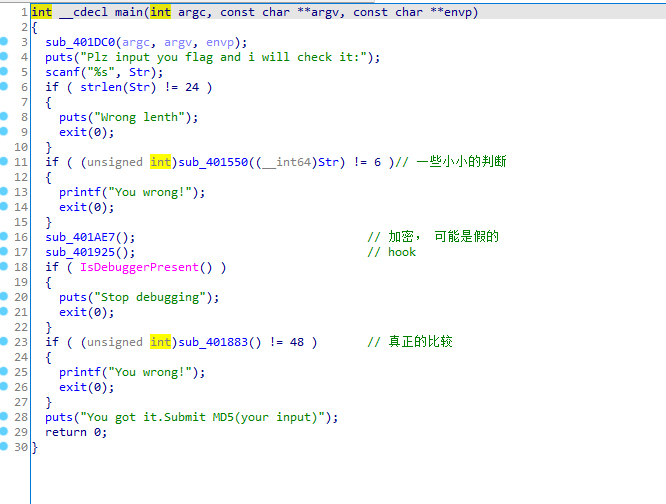 1 int __cdecl main(int argc, const char **argv, const char **envp)
2 {
3 sub_401DC0(argc, argv, envp);
4 puts("Plz input you flag and i will check it:");
5 scanf("%s", Str);
6 if ( strlen(Str) != 24 )
7 {
8 puts("Wrong lenth");
9 exit(0);
10 }
11 if ( (unsigned int)sub_401550((__int64)Str) != 6 )// 一些小小的判断
12 {
13 printf("You wrong!");
14 exit(0);
15 }
16 sub_401AE7(); // 加密， 可能是假的
17 sub_401925(); // hook
18 if ( IsDebuggerPresent() )
19 {
20 puts("Stop debugging");
21 exit(0);
22 }
23 if ( (unsigned int)sub_401883() != 48 ) // 真正的比较
24 {
25 printf("You wrong!");
26 exit(0);
27 }
28 puts("You got it.Submit MD5(your input)");
29 return 0;
30 }